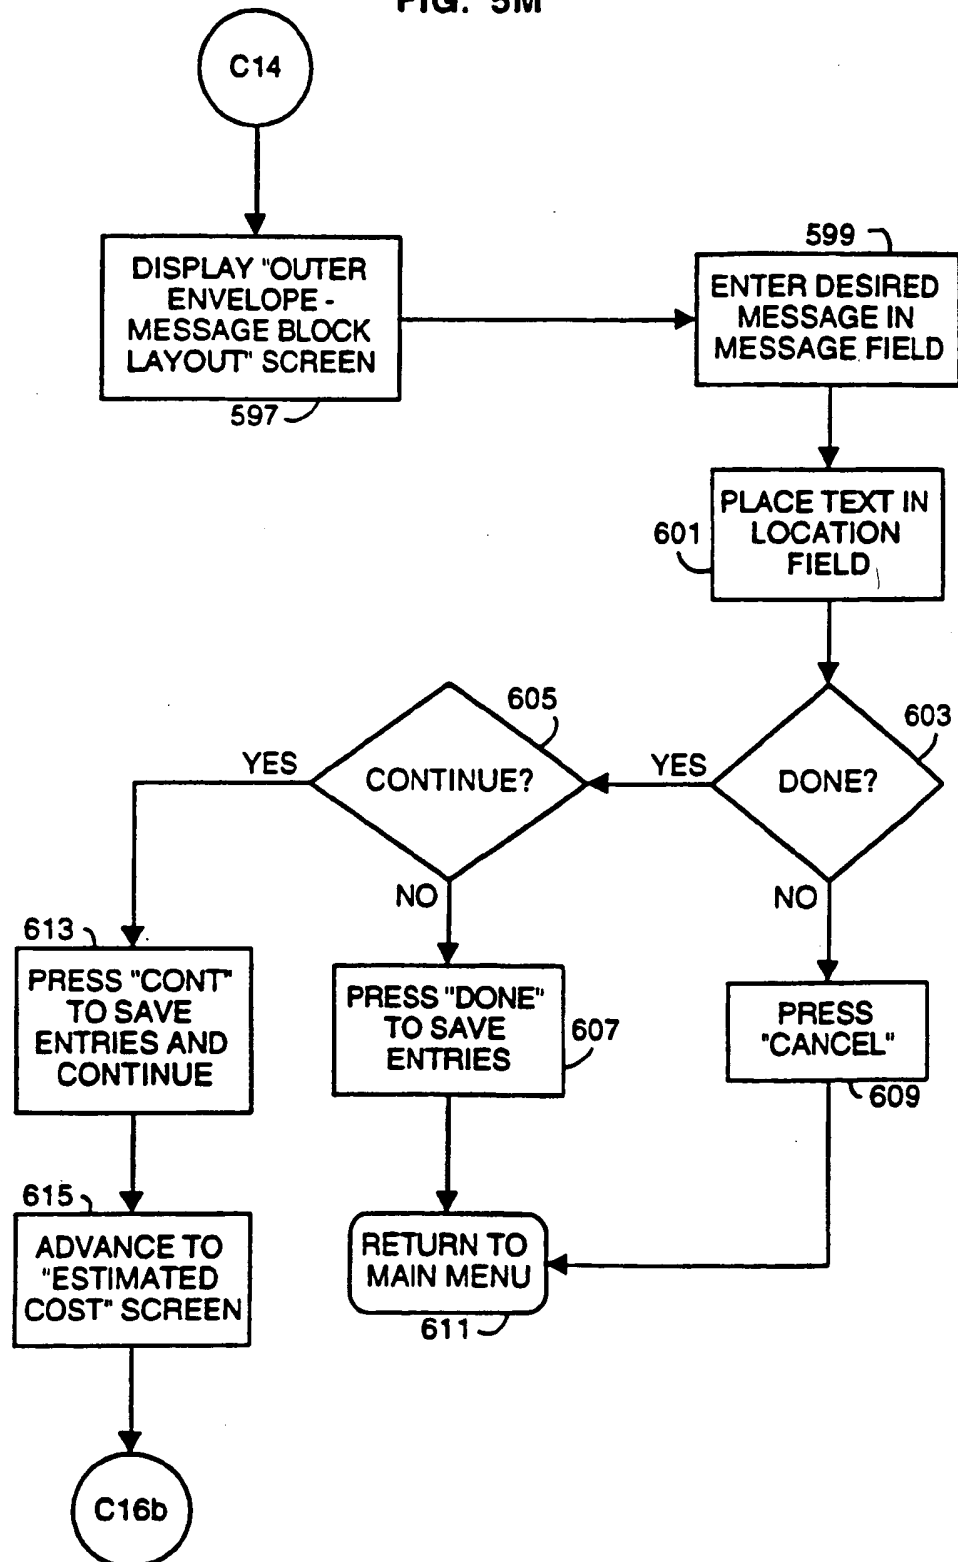 FIG. 5M
C14
DISPLAY "OUTER
ENVELOPE -
MESSAGE BLOCK
LAYOUT" SCREEN
597
599
ENTER DESIRED
MESSAGE IN
MESSAGE FIELD
601
PLACE TEXT IN
LOCATION
FIELD
603
DONE?
YES
NO
605
CONTINUE?
YES
NO
613
PRESS "CONT"
TO SAVE
ENTRIES AND
CONTINUE
PRESS "DONE"
TO SAVE
ENTRIES
607
PRESS
"CANCEL"
609
615
ADVANCE TO
"ESTIMATED
COST" SCREEN
RETURN TO
MAIN MENU
611
C16b